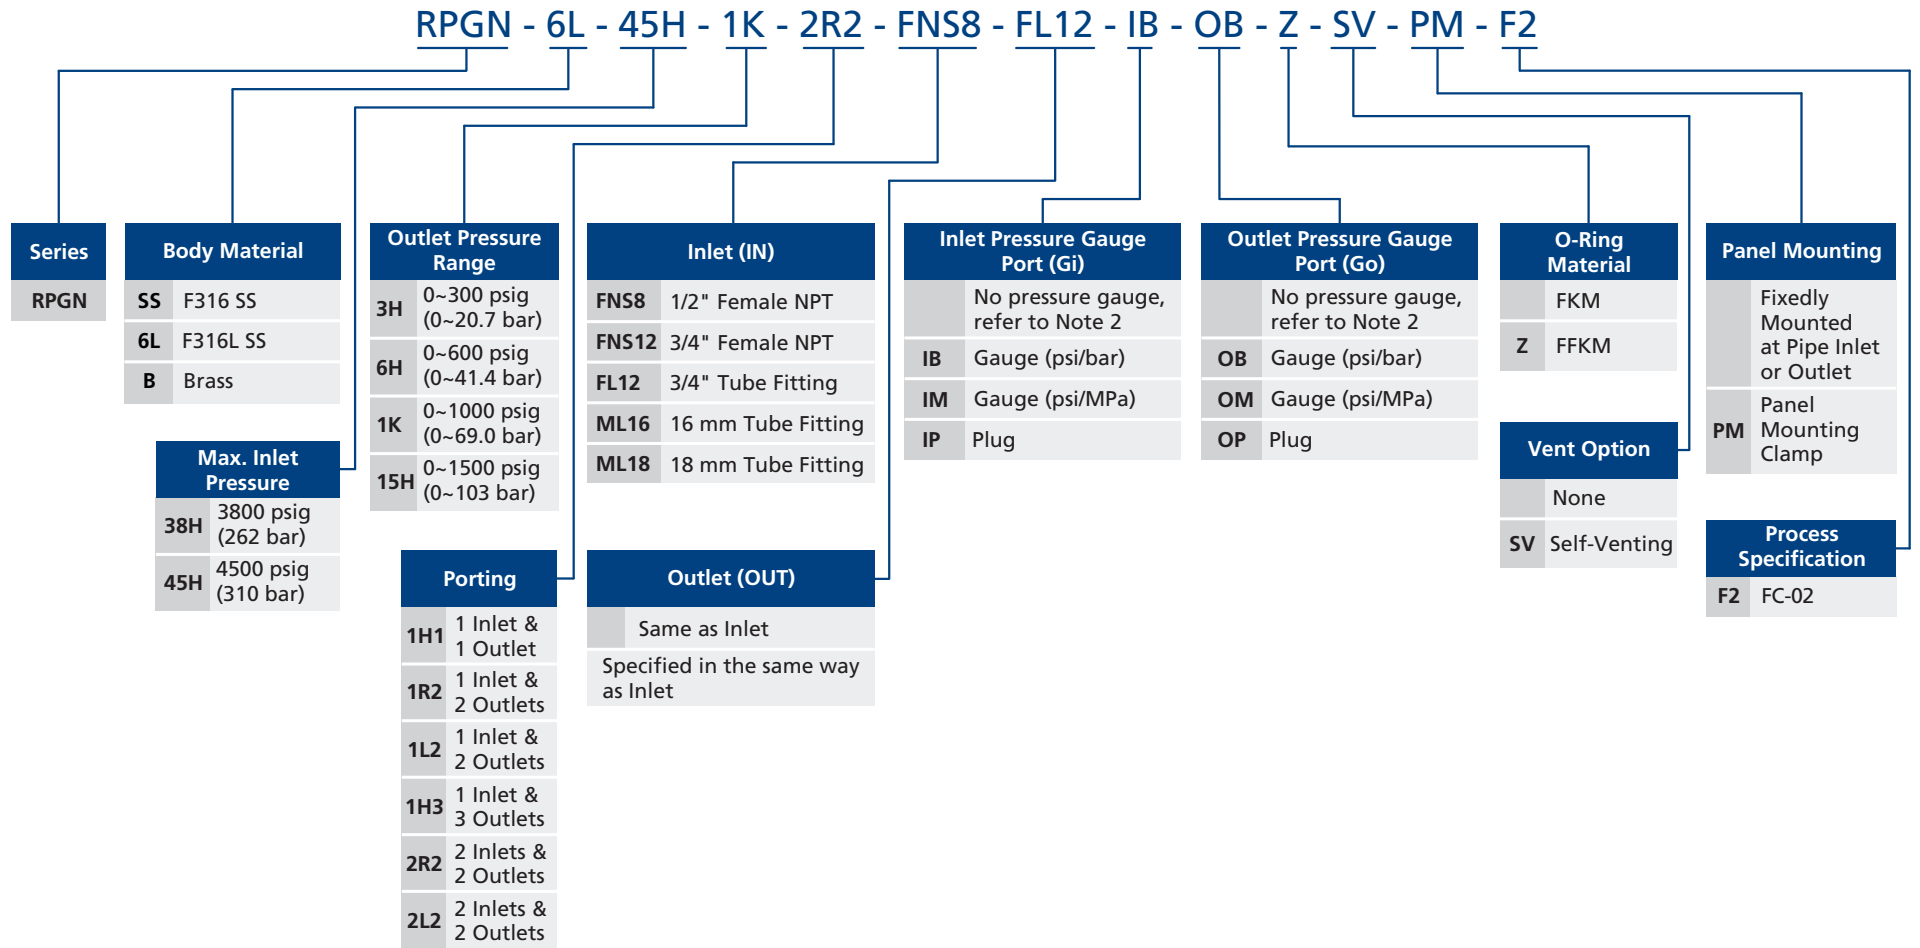 RPGN - 6L - 45H - 1K - 2R2 - FNS8 - FL12 - IB - OB - Z - SV - PM - F2
Series
RPGN
Body Material
SS F316 SS
6L F316L SS
B Brass
Max. Inlet
Pressure
38H 3800 psig
(262 bar)
45H 4500 psig
(310 bar)
Outlet Pressure
Range
3H 0~300 psig
(0~20.7 bar)
6H 0~600 psig
(0~41.4 bar)
1K 0~1000 psig
(0~69.0 bar)
15H 0~1500 psig
(0~103 bar)
Porting
1H1 1 Inlet &
1 Outlet
1R2 1 Inlet &
2 Outlets
1L2 1 Inlet &
2 Outlets
1H3 1 Inlet &
3 Outlets
2R2 2 Inlets &
2 Outlets
2L2 2 Inlets &
2 Outlets
Inlet (IN)
FNS8 1/2" Female NPT
FNS12 3/4" Female NPT
FL12 3/4" Tube Fitting
ML16 16 mm Tube Fitting
ML18 18 mm Tube Fitting
Outlet (OUT)
Same as Inlet
Specified in the same way
as Inlet
Inlet Pressure Gauge
Port (Gi)
No pressure gauge,
refer to Note 2
IB Gauge (psi/bar)
IM Gauge (psi/MPa)
IP Plug
Outlet Pressure Gauge
Port (Go)
No pressure gauge,
refer to Note 2
OB Gauge (psi/bar)
OM Gauge (psi/MPa)
OP Plug
O-Ring
Material
FKM
Z FFKM
Vent Option
None
SV Self-Venting
Panel Mounting
Fixedly
Mounted
at Pipe Inlet
or Outlet
PM Panel
Mounting
Clamp
Process
Specification
F2 FC-02